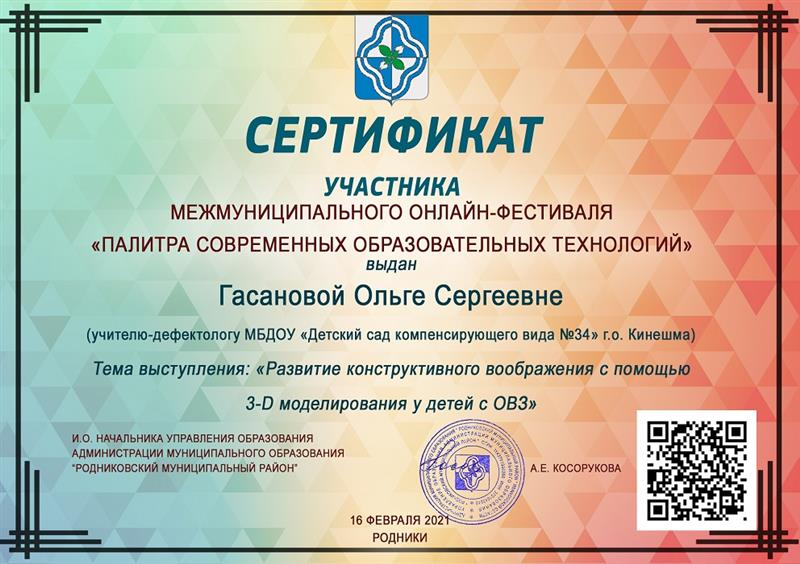 СЕРТИФИКАТ
УЧАСТНИКА
МЕЖМУНИЦИПАЛЬНОГО ОНЛАЙН-ФЕСТИВАЛЯ
«ПАЛИТРА СОВРЕМЕННЫХ ОБРАЗОВАТЕЛЬНЫХ ТЕХНОЛОГИЙ»
выдан
Гасановой Ольге Сергеевне
(учителю-дефектологу МБДОУ «Детский сад компенсирующего вида №34» г.о. Кинешма)
Тема выступления: «Развитие конструктивного воображения с помощью
3-D моделирования у детей с ОВЗ»
И.О. НАЧАЛЬНИКА УПРАВЛЕНИЯ ОБРАЗОВАНИЯ
АДМИНИСТРАЦИИ МУНИЦИПАЛЬНОГО ОБРАЗОВАНИЯ
"РОДНИКОВСКИЙ МУНИЦИПАЛЬНЫЙ РАЙОН"
А.Е. КОСОРУКОВА
16 ФЕВРАЛЯ 2021
РОДНИКИ